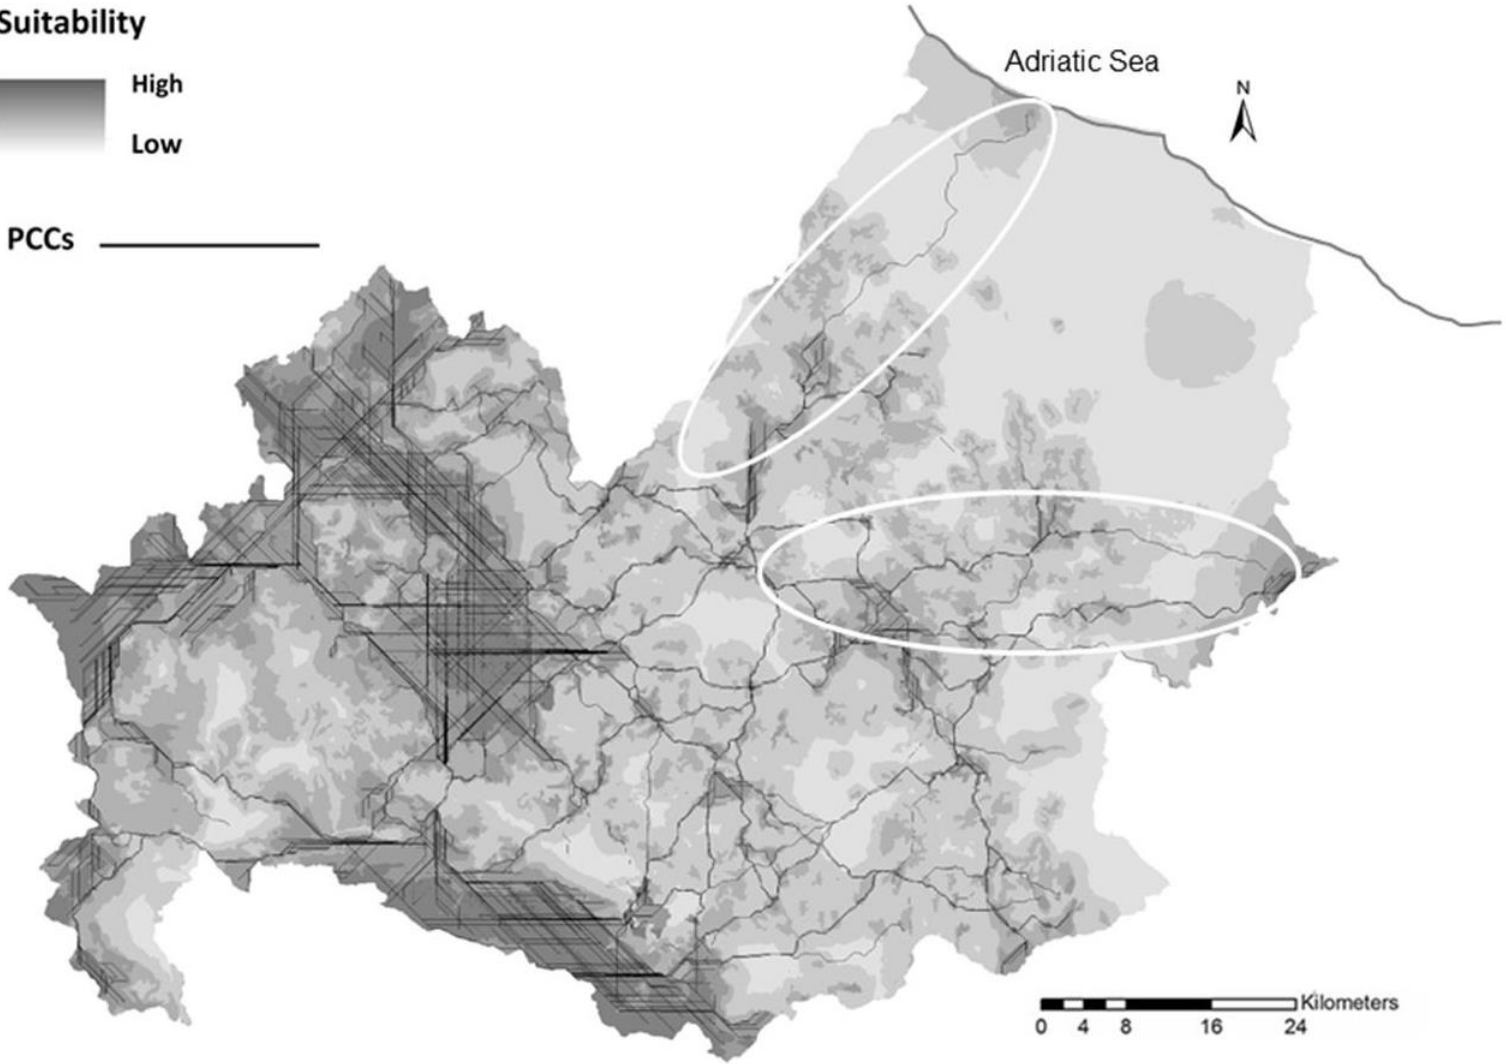 Suitability
High
Low
PCCs
Adriatic Sea
N
Kilometers
0 4 8 16 24